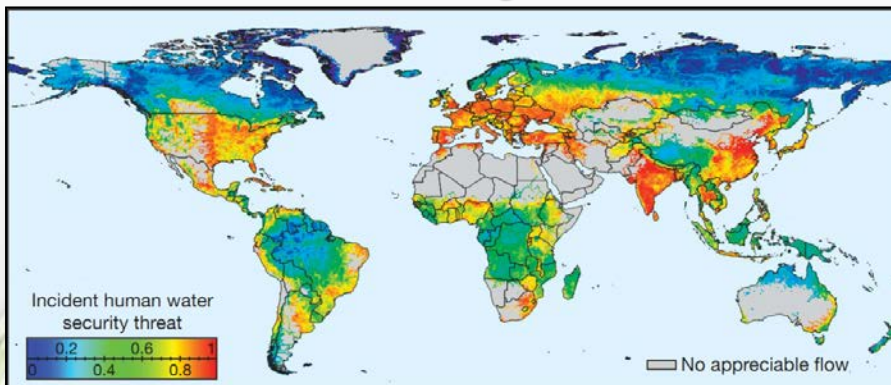 Incident human water
security threat
0.2 0.6 1
0 0.4 0.8
No appreciable flow